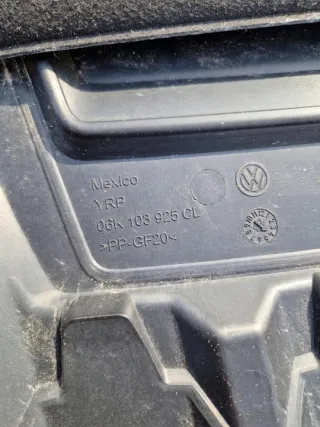 Mexico
YRP
06K 103 925 CL
>PP-GF20<